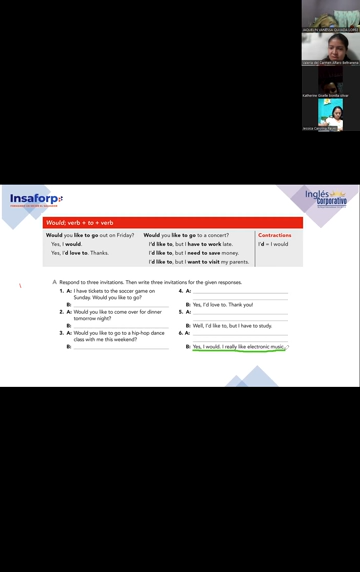 Insaforp
Inglés
Corporativo
Would; verb + to + verb
Would you like to go out on Friday?
Yes, I would.
Yes, I'd love to. Thanks.
Would you like to go to a concert?
I'd like to, but I have to work late.
I'd like to, but I need to save money.
I'd like to, but I want to visit my parents.
Contractions
I'd = I would
A Respond to three invitations. Then write three invitations for the given responses.
1. A: I have tickets to the soccer game on
Sunday. Would you like to go?
B:
2. A: Would you like to come over for dinner
tomorrow night?
B:
3. A: Would you like to go to a hip-hop dance
class with me this weekend?
B:
4. A:
B: Yes, I'd love to. Thank you!
5. A:
B: Well, I'd like to, but I have to study.
6. A:
B: Yes, I would. I really like electronic music.